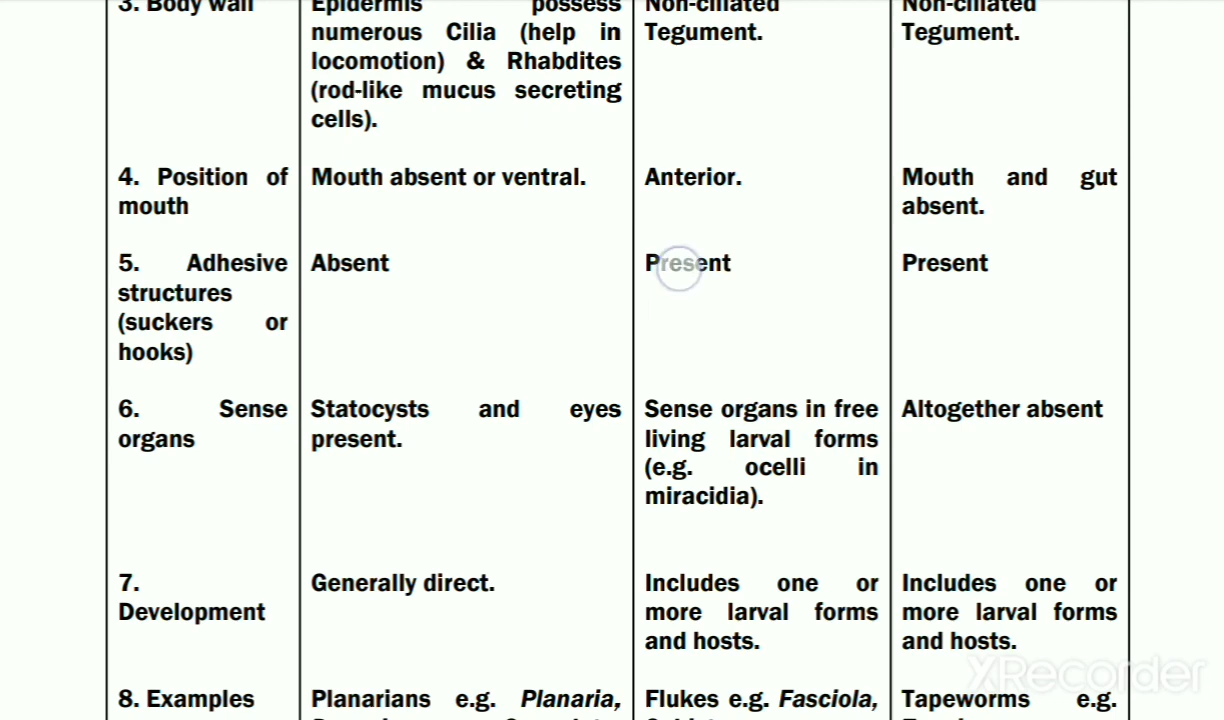 3. Body wall
Epidermis possess
numerous Cilia (help in
locomotion) & Rhabdites
(rod-like mucus secreting
cells).
Non-ciliated
Tegument.
Non-ciliated
Tegument.
4. Position of
mouth
Mouth absent or ventral.
Anterior.
Mouth and gut
absent.
5. Adhesive
structures
(suckers or
hooks)
Absent
Present
Present
6. Sense
organs
Statocysts and eyes
present.
Sense organs in free
living larval forms
(e.g. ocelli in
miracidia).
Altogether absent
7.
Development
Generally direct.
Includes one or
more larval forms
and hosts.
Includes one or
more larval forms
and hosts.
8. Examples
Planarians e.g. Planaria,
Flukes e.g. Fasciola,
Tapeworms e.g.
XRecorder